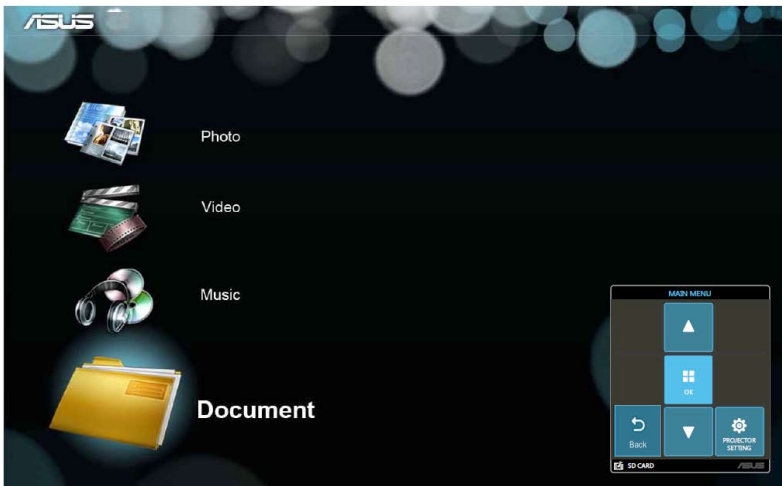 ASUS
Photo
Video
Music
Document
MAIN MENU
OK
Back
PROJECTOR
SETTING
SD CARD
ASUS